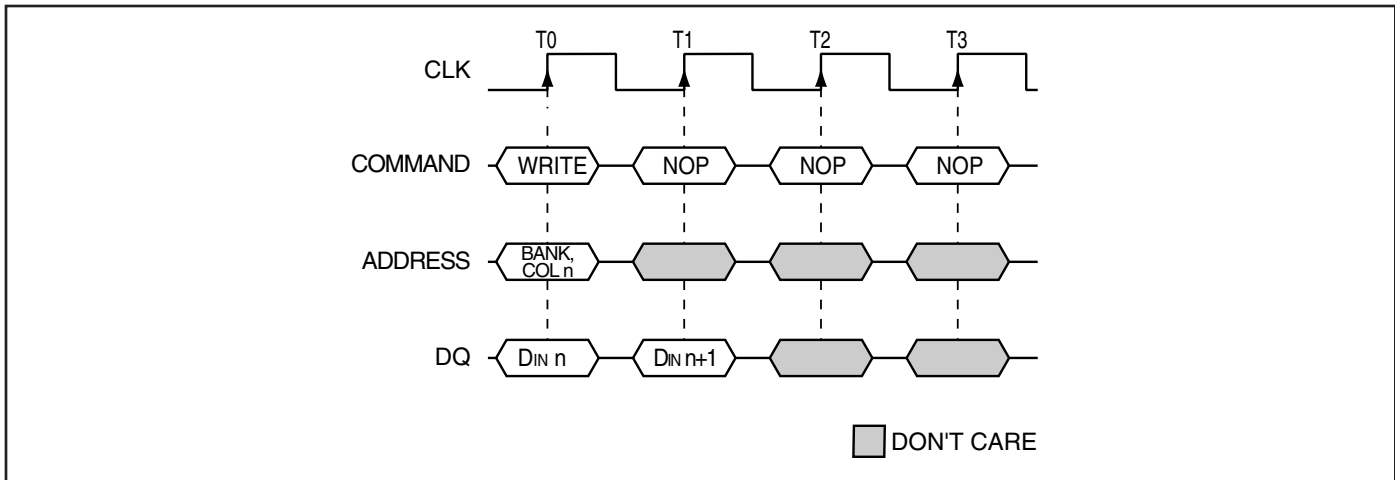 T0 T1 T2 T3
CLK
COMMAND WRITE NOP NOP NOP
ADDRESS BANK,
COL n
DQ DIN n DIN n+1
DON'T CARE